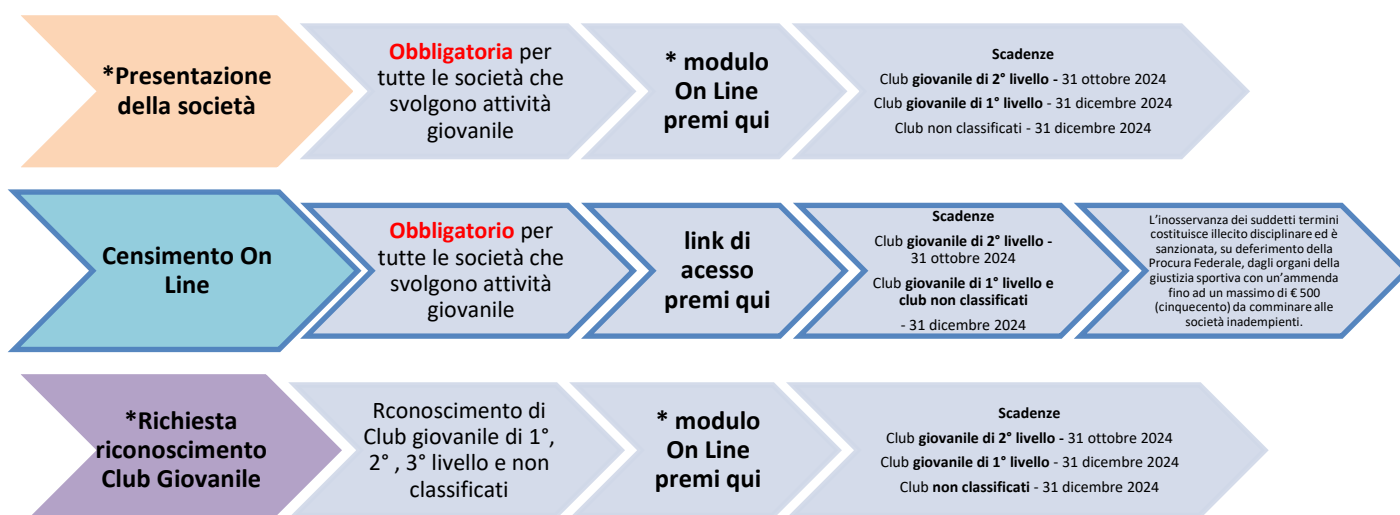 *Presentazione
della società
Obbligatoria per
tutte le società che
svolgono attività
giovanile
* modulo
On Line
premi qui
Scadenze
Club giovanile di 2° livello - 31 ottobre 2024
Club giovanile di 1° livello - 31 dicembre 2024
Club non classificati - 31 dicembre 2024
Censimento On
Line
Obbligatorio per
tutte le società che
svolgono attività
giovanile
link di
acesso
premi qui
Scadenze
Club giovanile di 2° livello -
31 ottobre 2024
Club giovanile di 1° livello e
club non classificati
- 31 dicembre 2024
L'inosservanza dei suddetti termini
costituisce illecito disciplinare ed è
sanzionata, su deferimento della
Procura Federale, dagli organi della
giustizia sportiva con un'ammenda
fino ad un massimo di € 500
(cinquecento) da comminare alle
società inadempienti.
*Richiesta
riconoscimento
Club Giovanile
Rconoscimento di
Club giovanile di 1°,
2° , 3° livello e non
classificati
* modulo
On Line
premi qui
Scadenze
Club giovanile di 2° livello - 31 ottobre 2024
Club giovanile di 1° livello - 31 dicembre 2024
Club non classificati - 31 dicembre 2024